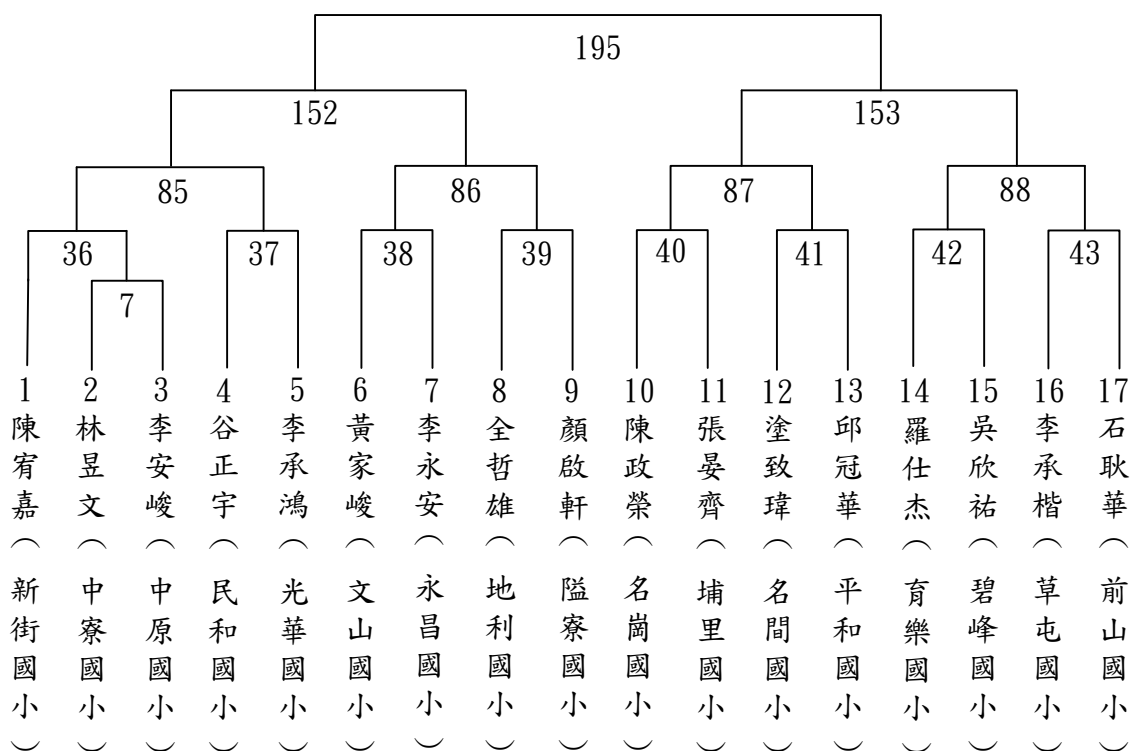 195
152 153
85 86 87 88
36 37 38 39 40 41 42 43
7
1 2 3 4 5 6 7 8 9 10 11 12 13 14 15 16 17
陳宥嘉（新街國小）
林昱文（中寮國小）
李安峻（中原國小）
谷正宇（民和國小）
李承鴻（光華國小）
黃家峻（文山國小）
李永安（永昌國小）
全哲雄（地利國小）
顏啟軒（隘寮國小）
陳政榮（名崗國小）
張晏齊（埔里國小）
塗致瑋（名間國小）
邱冠華（平和國小）
羅仕杰（育樂國小）
吳欣祐（碧峰國小）
李承楷（草屯國小）
石耿華（前山國小）